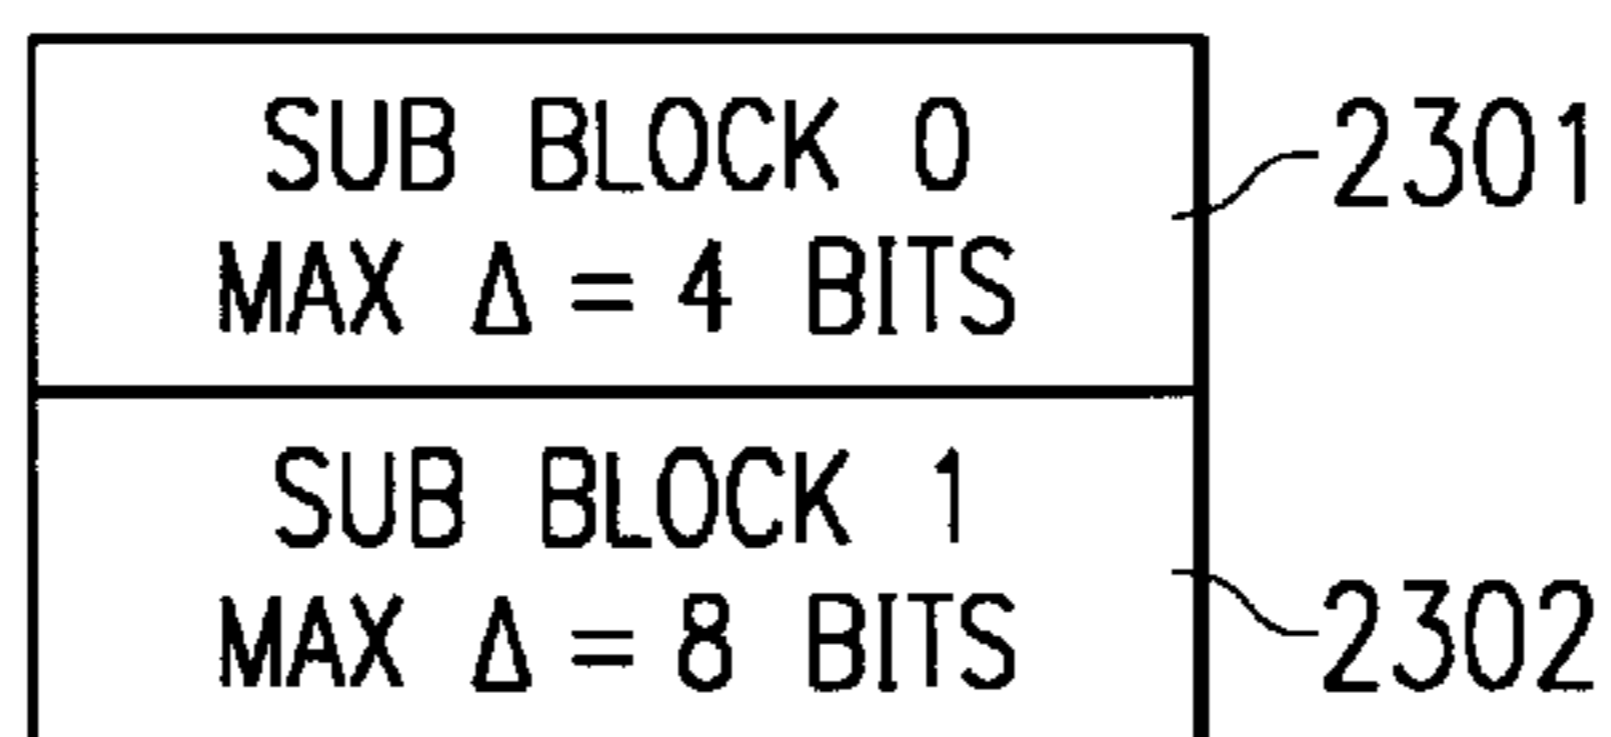 SUB BLOCK 0
MAX Δ = 4 BITS
2301
SUB BLOCK 1
MAX Δ = 8 BITS
2302